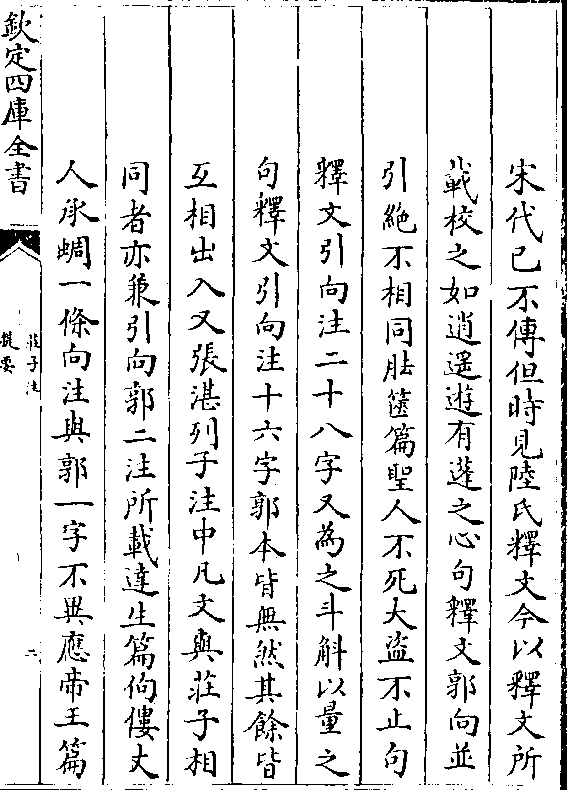 宋代已不傳但時見陸氏釋文今以釋文所
載校之如逍遥遊有蓬之心句釋文郭向並
引絶不相同胠篋篇聖人不死大盜不止句
釋文引向注二十八字又為之斗斛以量之
句釋文引向注十六字郭本皆無然其餘皆
互相出入又張湛列子注中凡文與莊子相
同者亦兼引向郭二注所載達生篇佝僂丈
人承蜩一條向注與郭一字不異應帝王篇
欽定四庫全書
莊子注
提要
二